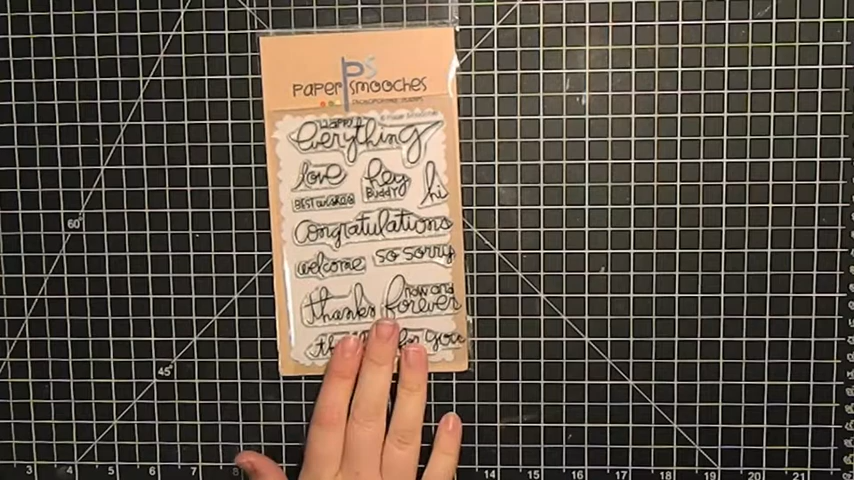 PAPER SMOOCHES
PS
everything
love
hey
BUDDY
hi
BEST WISHES
congratulations
welcome
so sorry
thanks
now and
forever
for you
60°
45°
3 4 5 6 7 8 14 15 16 17 18 19 20 21